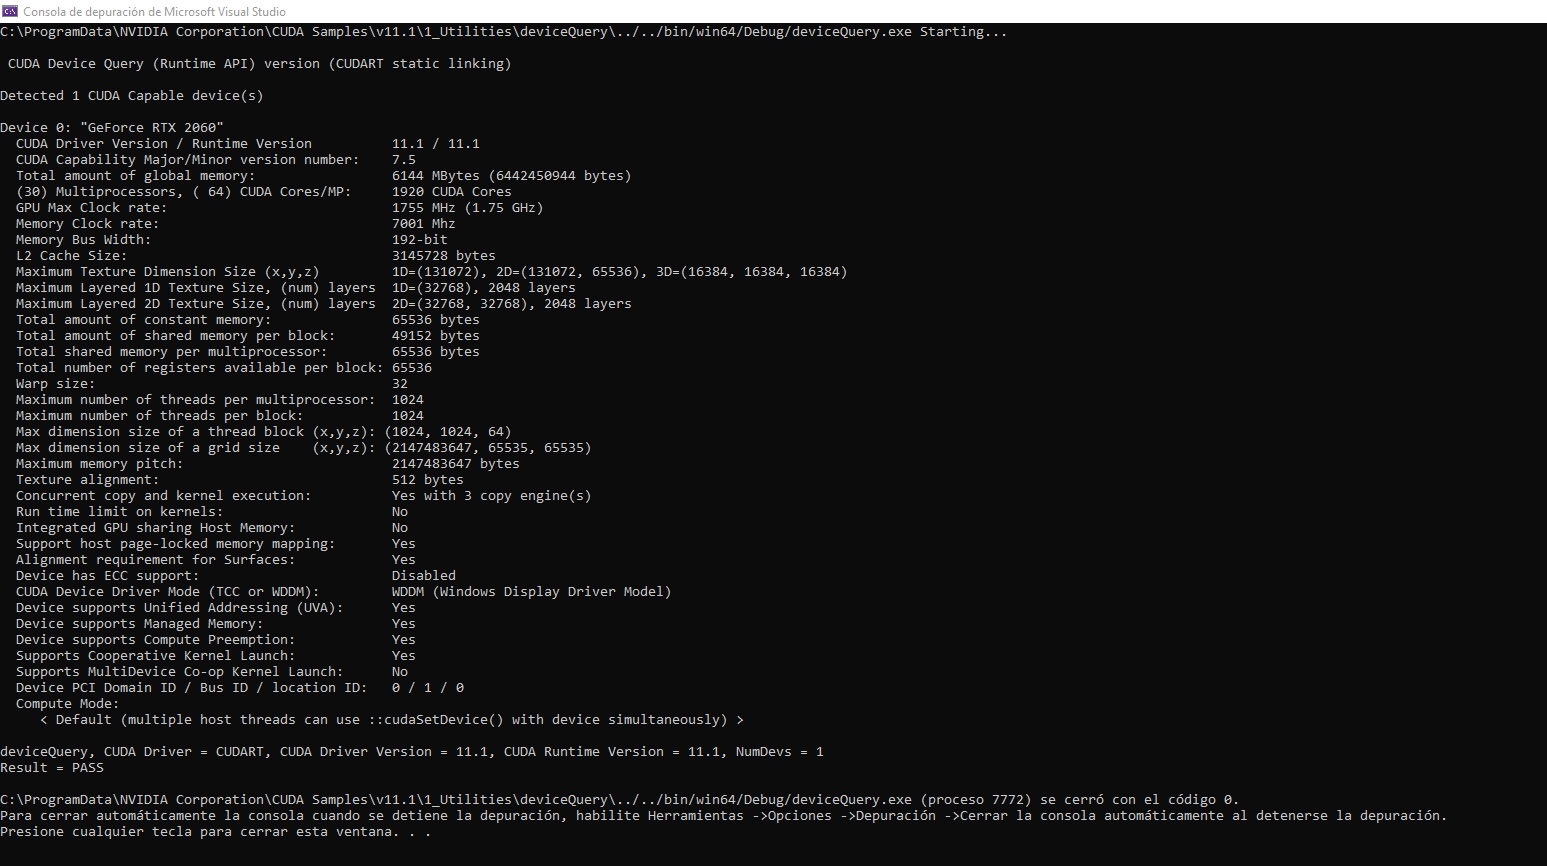 Consola de depuración de Microsoft Visual Studio
C:\ProgramData\NVIDIA Corporation\CUDA Samples\v11.1\1_Utilities\deviceQuery\../../bin/win64/Debug/deviceQuery.exe Starting...
CUDA Device Query (Runtime API) version (CUDART static linking)
Detected 1 CUDA Capable device(s)
Device 0: "GeForce RTX 2060"
CUDA Driver Version / Runtime Version 11.1 / 11.1
CUDA Capability Major/Minor version number: 7.5
Total amount of global memory: 6144 MBytes (6442450944 bytes)
(30) Multiprocessors, ( 64) CUDA Cores/MP: 1920 CUDA Cores
GPU Max Clock rate: 1755 MHz (1.75 GHz)
Memory Clock rate: 7001 Mhz
Memory Bus Width: 192-bit
L2 Cache Size: 3145728 bytes
Maximum Texture Dimension Size (x,y,z) 1D=(131072), 2D=(131072, 65536), 3D=(16384, 16384, 16384)
Maximum Layered 1D Texture Size, (num) layers 1D=(32768), 2048 layers
Maximum Layered 2D Texture Size, (num) layers 2D=(32768, 32768), 2048 layers
Total amount of constant memory: 65536 bytes
Total amount of shared memory per block: 49152 bytes
Total shared memory per multiprocessor: 65536 bytes
Total number of registers available per block: 65536
Warp size: 32
Maximum number of threads per multiprocessor: 1024
Maximum number of threads per block: 1024
Max dimension size of a thread block (x,y,z): (1024, 1024, 64)
Max dimension size of a grid size (x,y,z): (2147483647, 65535, 65535)
Maximum memory pitch: 2147483647 bytes
Texture alignment: 512 bytes
Concurrent copy and kernel execution: Yes with 3 copy engine(s)
Run time limit on kernels: No
Integrated GPU sharing Host Memory: No
Support host page-locked memory mapping: Yes
Alignment requirement for Surfaces: Yes
Device has ECC support: Disabled
CUDA Device Driver Mode (TCC or WDDM): WDDM (Windows Display Driver Model)
Device supports Unified Addressing (UVA): Yes
Device supports Managed Memory: Yes
Device supports Compute Preemption: Yes
Supports Cooperative Kernel Launch: Yes
Supports MultiDevice Co-op Kernel Launch: No
Device PCI Domain ID / Bus ID / location ID: 0 / 1 / 0
Compute Mode:
< Default (multiple host threads can use ::cudaSetDevice() with device simultaneously) >
deviceQuery, CUDA Driver = CUDART, CUDA Driver Version = 11.1, CUDA Runtime Version = 11.1, NumDevs = 1
Result = PASS
C:\ProgramData\NVIDIA Corporation\CUDA Samples\v11.1\1_Utilities\deviceQuery\../../bin/win64/Debug/deviceQuery.exe (proceso 7772) se cerró con el código 0.
Para cerrar automáticamente la consola cuando se detiene la depuración, habilite Herramientas ->Opciones ->Depuración ->Cerrar la consola automáticamente al detenerse la depuración.
Presione cualquier tecla para cerrar esta ventana. . .